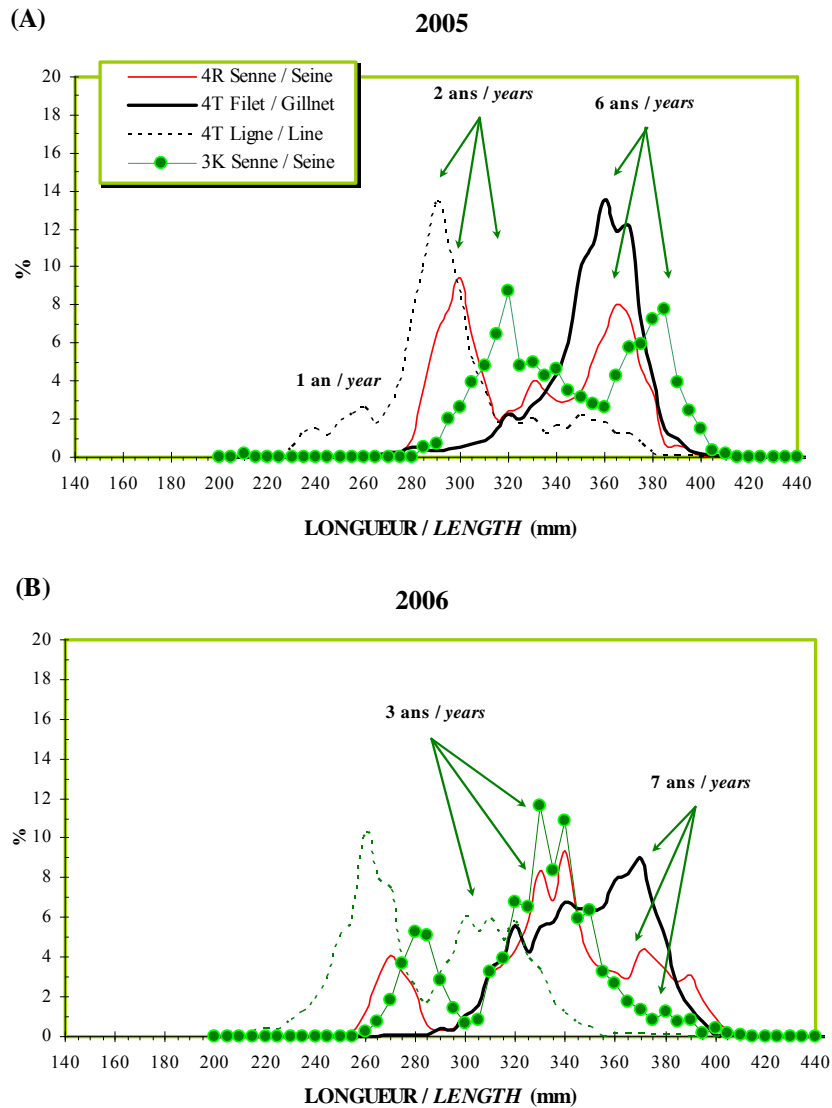 (A)
2005
4R Senne / Seine
4T Filet / Gillnet
4T Ligne / Line
3K Senne / Seine
2 ans / years
6 ans / years
1 an / year
%
20
18
16
14
12
10
8
6
4
2
0
140 160 180 200 220 240 260 280 300 320 340 360 380 400 420 440
LONGUEUR / LENGTH (mm)
(B)
2006
3 ans / years
7 ans / years
%
20
18
16
14
12
10
8
6
4
2
0
140 160 180 200 220 240 260 280 300 320 340 360 380 400 420 440
LONGUEUR / LENGTH (mm)